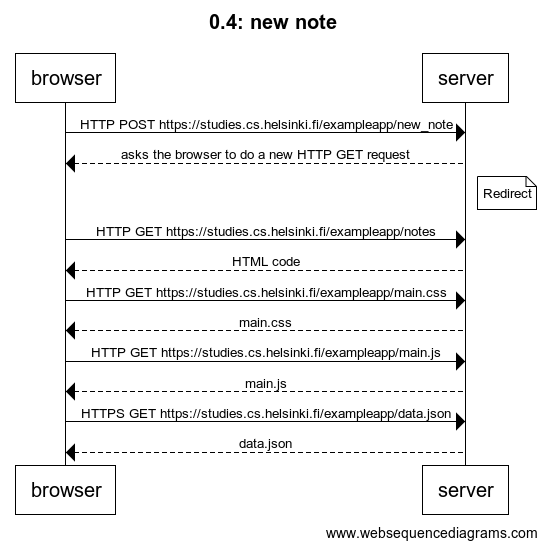 0.4: new note
browser
server
HTTP POST https://studies.cs.helsinki.fi/exampleapp/new_note
asks the browser to do a new HTTP GET request
Redirect
HTTP GET https://studies.cs.helsinki.fi/exampleapp/notes
HTML code
HTTP GET https://studies.cs.helsinki.fi/exampleapp/main.css
main.css
HTTP GET https://studies.cs.helsinki.fi/exampleapp/main.js
main.js
HTTPS GET https://studies.cs.helsinki.fi/exampleapp/data.json
data.json
browser
server
www.websequencediagrams.com